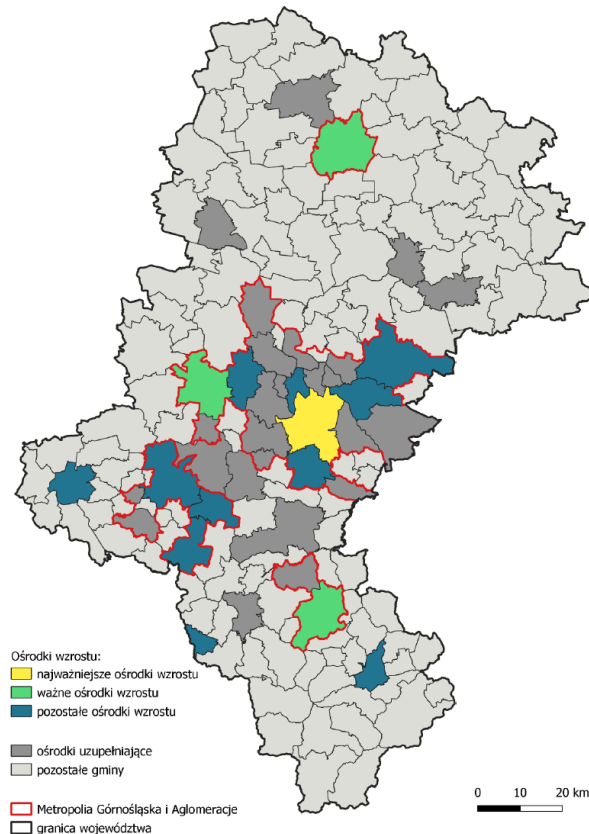 Ośrodki wzrostu:
najważniejsze ośrodki wzrostu
ważne ośrodki wzrostu
pozostałe ośrodki wzrostu
ośrodki uzupełniające
pozostałe gminy
Metropolia Górnośląska i Aglomeracje
granica województwa
0 10 20 km